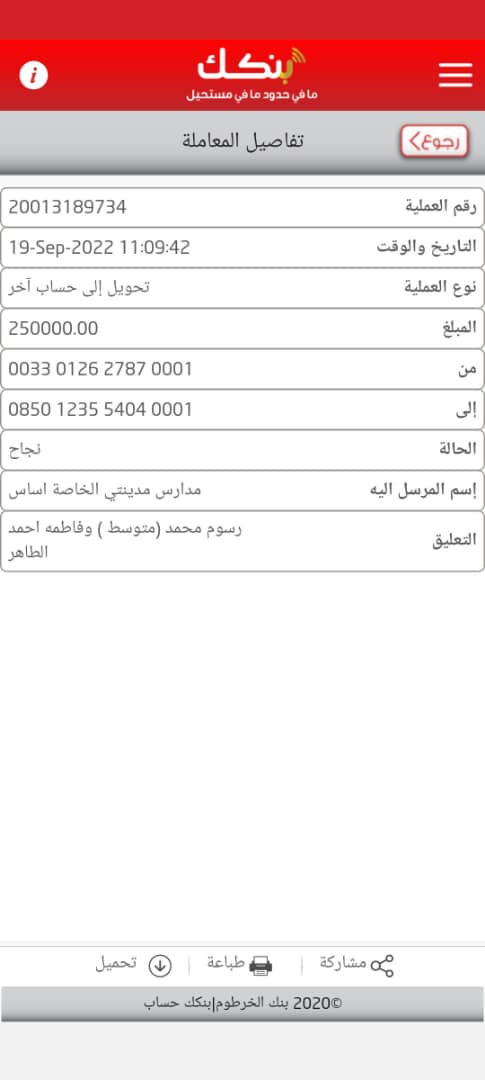 بنكك
ما في حدود ما في مستحيل
رجوع
تفاصيل المعاملة
رقم العملية 20013189734
التاريخ والوقت 19-Sep-2022 11:09:42
نوع العملية تحويل إلى حساب آخر
المبلغ 250000.00
من 0033 0126 2787 0001
إلى 0850 1235 5404 0001
الحالة نجاح
إسم المرسل اليه مدارس مدينتي الخاصة اساس
التعليق رسوم محمد (متوسط ) وفاطمه احمد
الطاهر
مشاركة | طباعة | تحميل
©2020 بنك الخرطوم|بنكك حساب